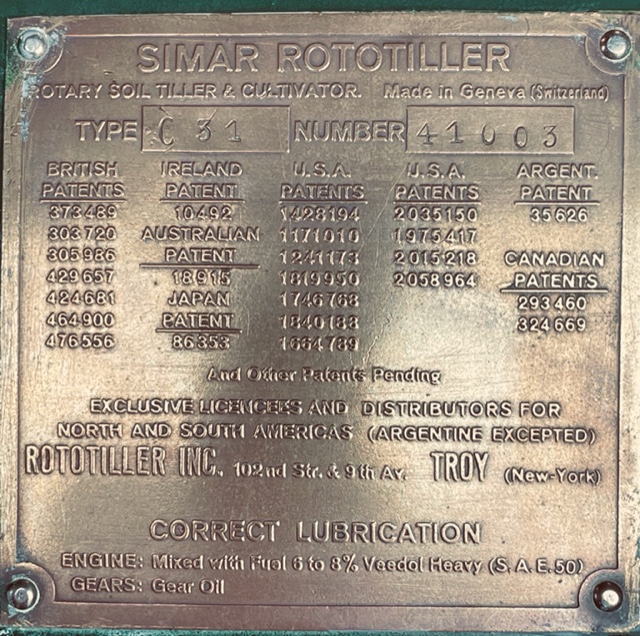 SIMAR ROTOTILLER
ROTARY SOIL TILLER & CULTIVATOR. Made in Geneva (Switzerland)
TYPE C 31 NUMBER 41003
BRITISH IRELAND U.S.A. U.S.A. ARGENT.
PATENTS PATENT PATENTS PATENTS PATENT
373489 10492 1428194 2035150 35626
303720 AUSTRALIAN 1171010 1975417
305986 PATENT 1241173 2015218 CANADIAN
429657 18915 1819950 2058964 PATENTS
424681 JAPAN 1746768 293460
464900 PATENT 1840188 324669
476556 86353 1664789
And Other Patents Pending
EXCLUSIVE LICENCEES AND DISTRIBUTORS FOR
NORTH AND SOUTH AMERICAS (ARGENTINE EXCEPTED)
ROTOTILLER INC. 102nd Str. & 9th Av. TROY (New-York)
CORRECT LUBRICATION
ENGINE: Mixed with Fuel 6 to 8% Veedol Heavy (S.A.E.50)
GEARS: Gear Oil